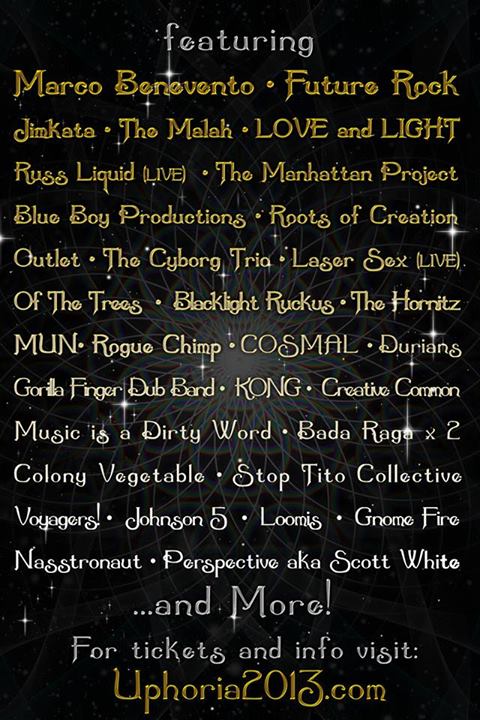 featuring
Marco Benevento • Future Rock
Jimkata • The Malah • LOVE and LIGHT
Russ Liquid (LIVE) • The Manhattan Project
Blue Boy Productions • Roots of Creation
Outlet • The Cyborg Trio • Laser Sex (LIVE)
Of The Trees • Blacklight Ruckus • The Hornitz
MUN • Rogue Chimp • COSMAL • Durians
Gorilla Finger Dub Band • KONG • Creative Common
Music is a Dirty Word • Bada Raga x 2
Colony Vegetable • Stop Tito Collective
Voyagers! • Johnson 5 • Loomis • Gnome Fire
Nasstronaut • Perspective aka Scott White
...and More!
For tickets and info visit:
Uphoria2013.com